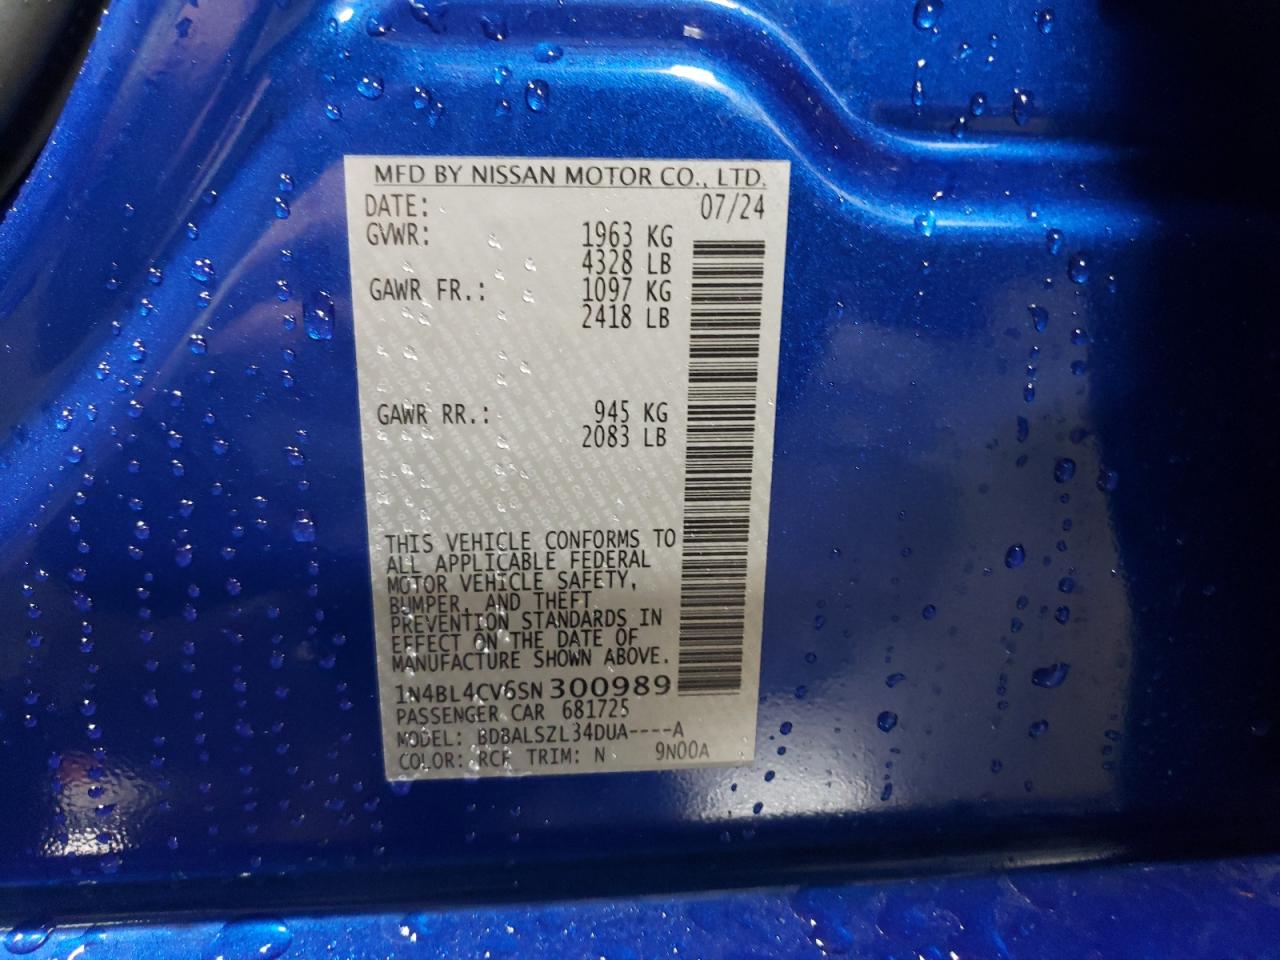 MFD BY NISSAN MOTOR CO., LTD.
DATE: 07/24
GVWR: 1963 KG
4328 LB
GAWR FR.: 1097 KG
2418 LB
GAWR RR.: 945 KG
2083 LB
THIS VEHICLE CONFORMS TO
ALL APPLICABLE FEDERAL
MOTOR VEHICLE SAFETY,
BUMPER, AND THEFT
PREVENTION STANDARDS IN
EFFECT ON THE DATE OF
MANUFACTURE SHOWN ABOVE.
1N4BL4CV6SN300989
PASSENGER CAR 681725
MODEL: BDBALSZL34DUA----A
COLOR: RCF TRIM: N 9N00A